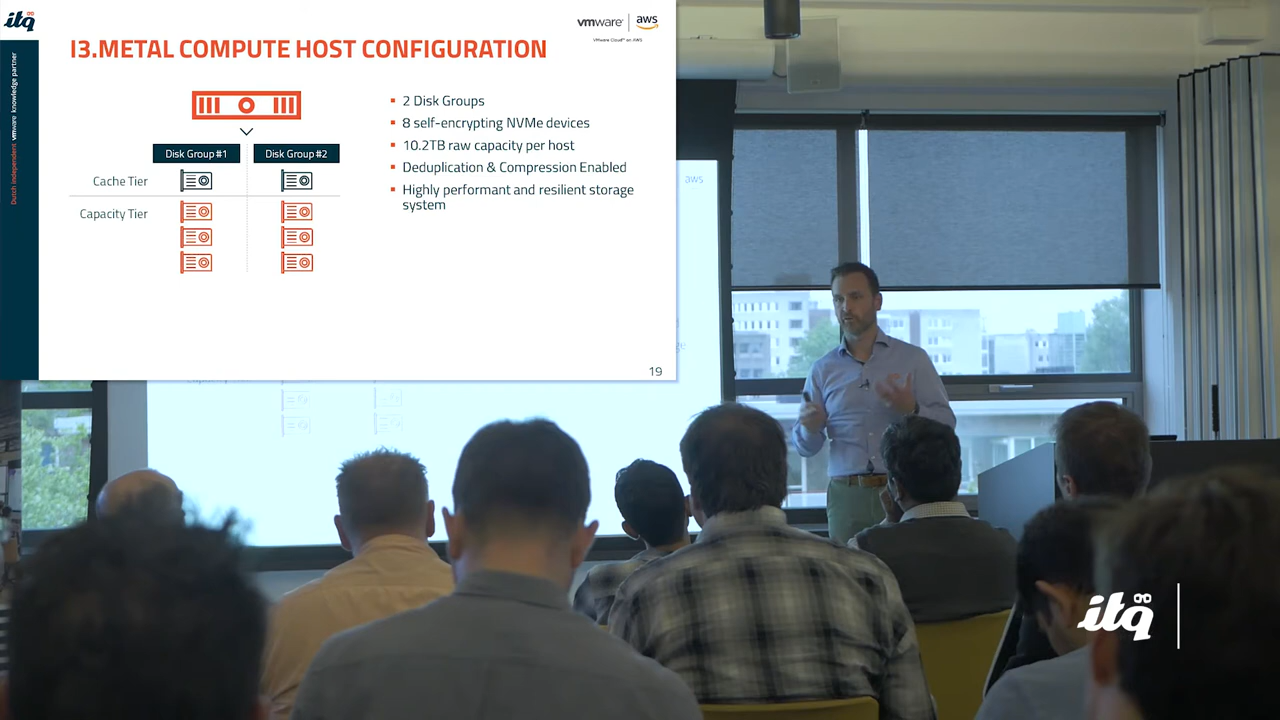 itq
vmware
aws
VMware Cloud™ on AWS
Dutch independent vmware knowledge partner
I3.METAL COMPUTE HOST CONFIGURATION
2 Disk Groups
8 self-encrypting NVMe devices
10.2TB raw capacity per host
Deduplication & Compression Enabled
Highly performant and resilient storage
system
Disk Group #1
Disk Group #2
Cache Tier
Capacity Tier
19
aws
itq